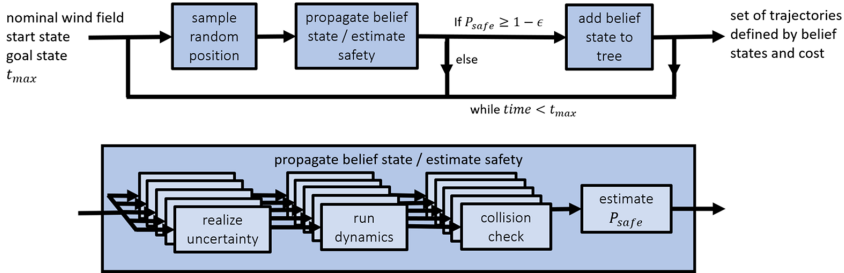 nominal wind field
start state
goal state
t_max
sample
random
position
propagate belief
state / estimate
safety
If P_safe ≥ 1 − ϵ
else
add belief
state to
tree
set of trajectories
defined by belief
states and cost
while time < t_max
propagate belief state / estimate safety
realize
uncertainty
run
dynamics
collision
check
estimate
P_safe